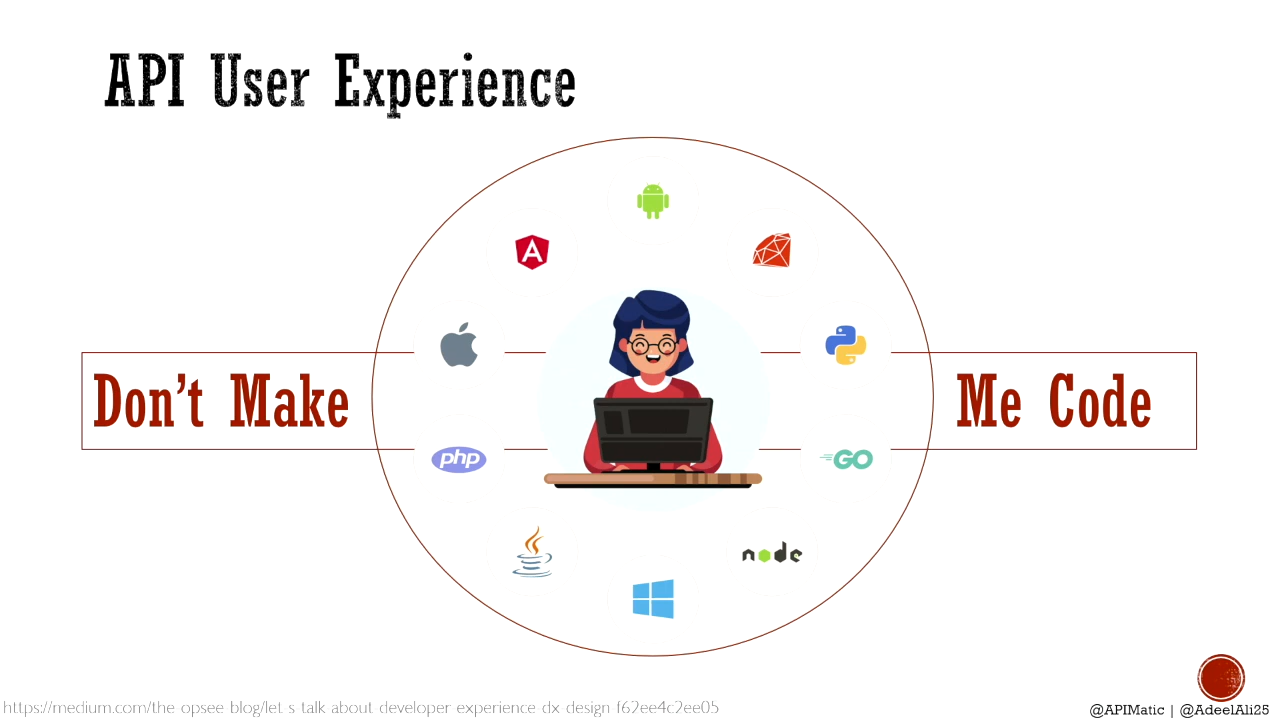 API User Experience
Don't Make Me Code
A
php
GO
node
https://medium.com/the opsee blog/let s talk about developer experience dx design f62ee4c2ee05
@APIMatic | @AdeelAli25